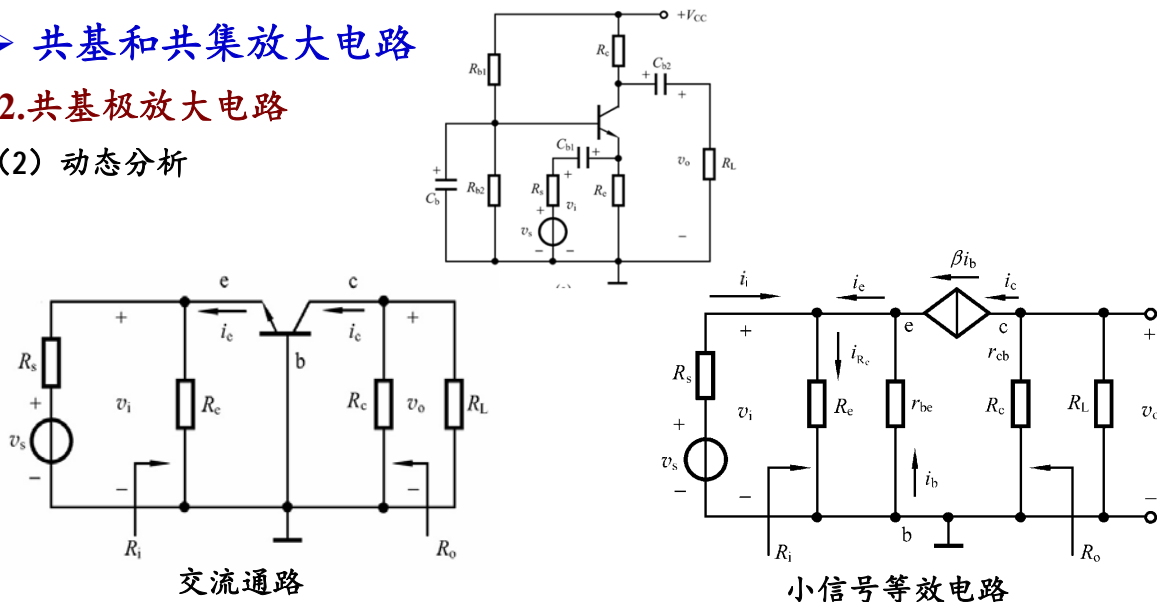 共基和共集放大电路
2.共基极放大电路
（2）动态分析
+VCC
Rc
Rb1
Cb2
+
+
Cb1
+
+
vo
RL
+
Cb
Rb2
Rs
+
vi
Re
vs
−
−
−
e
c
+
ie
ic
+
b
Rs
+
vs
−
vi
Re
Rc
vo
RL
−
−
Ri
Ro
交流通路
βib
ii
ie
ic
+
e
c
+
iRe
rcb
Rs
vi
Re
rbe
Rc
RL
+
vs
−
−
ib
−
b
Ri
Ro
小信号等效电路